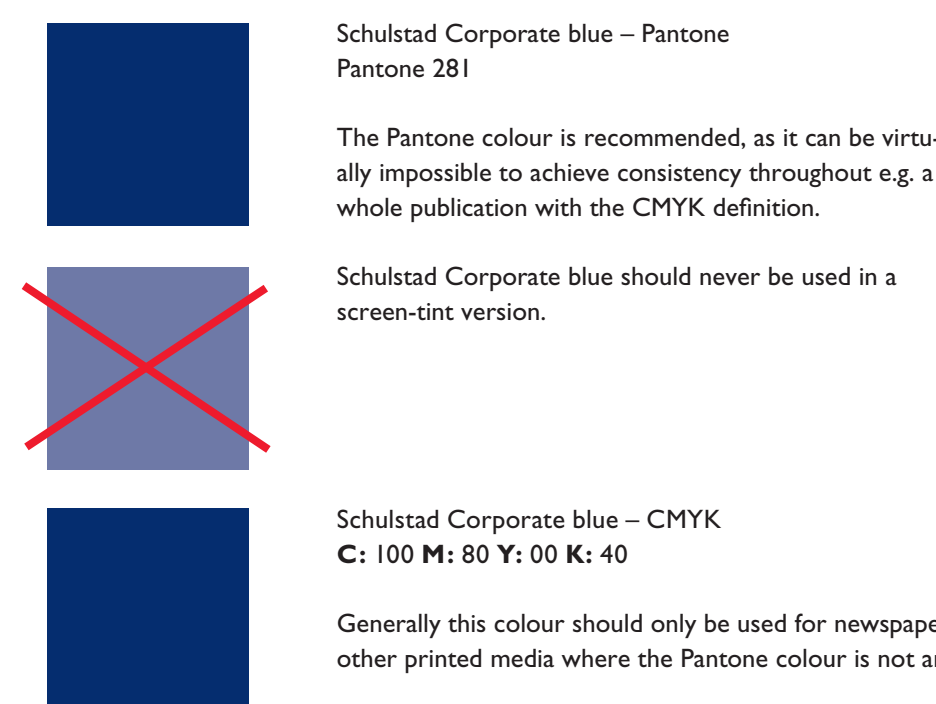 Schulstad Corporate blue – Pantone
Pantone 281
The Pantone colour is recommended, as it can be virtu-
ally impossible to achieve consistency throughout e.g. a
whole publication with the CMYK definition.
Schulstad Corporate blue should never be used in a
screen-tint version.
Schulstad Corporate blue – CMYK
C: 100 M: 80 Y: 00 K: 40
Generally this colour should only be used for newspape
other printed media where the Pantone colour is not